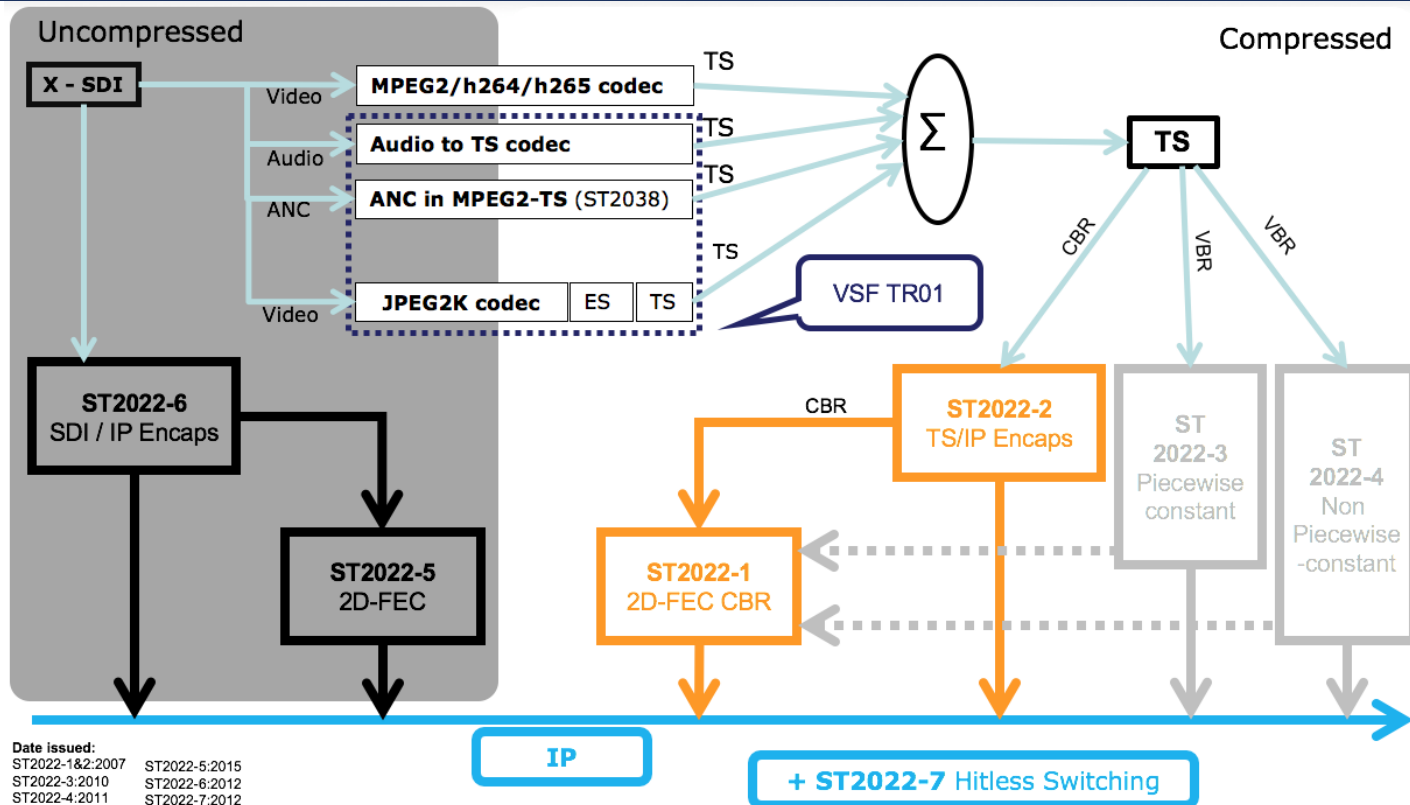 Uncompressed
Compressed
X - SDI
Video
MPEG2/h264/h265 codec
TS
Audio
Audio to TS codec
TS
ANC
ANC in MPEG2-TS (ST2038)
TS
Video
JPEG2K codec
ES
TS
TS
Σ
TS
VSF TR01
CBR
VBR
VBR
ST2022-6
SDI / IP Encaps
ST2022-5
2D-FEC
CBR
ST2022-2
TS/IP Encaps
ST2022-1
2D-FEC CBR
ST
2022-3
Piecewise
constant
ST
2022-4
Non
Piecewise
-constant
IP
+ ST2022-7 Hitless Switching
Date issued:
ST2022-1&2:2007
ST2022-3:2010
ST2022-4:2011
ST2022-5:2015
ST2022-6:2012
ST2022-7:2012